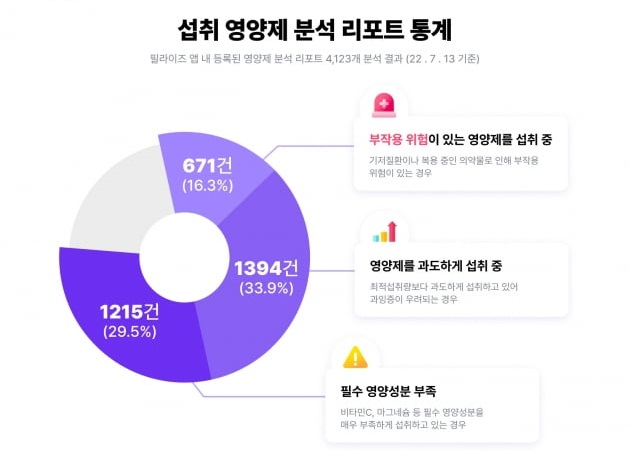 섭취 영양제 분석 리포트 통계
필라이즈 앱 내 등록된 영양제 분석 리포트 4,123개 분석 결과 (22 . 7 . 13 기준)
671건
(16.3%)
부작용 위험이 있는 영양제를 섭취 중
기저질환이나 복용 중인 의약물로 인해 부작용
위험이 있는 경우
1394건
(33.9%)
영양제를 과도하게 섭취 중
최적섭취량보다 과도하게 섭취하고 있어
과잉증이 우려되는 경우
1215건
(29.5%)
필수 영양성분 부족
비타민C, 마그네슘 등 필수 영양성분을
매우 부족하게 섭취하고 있는 경우